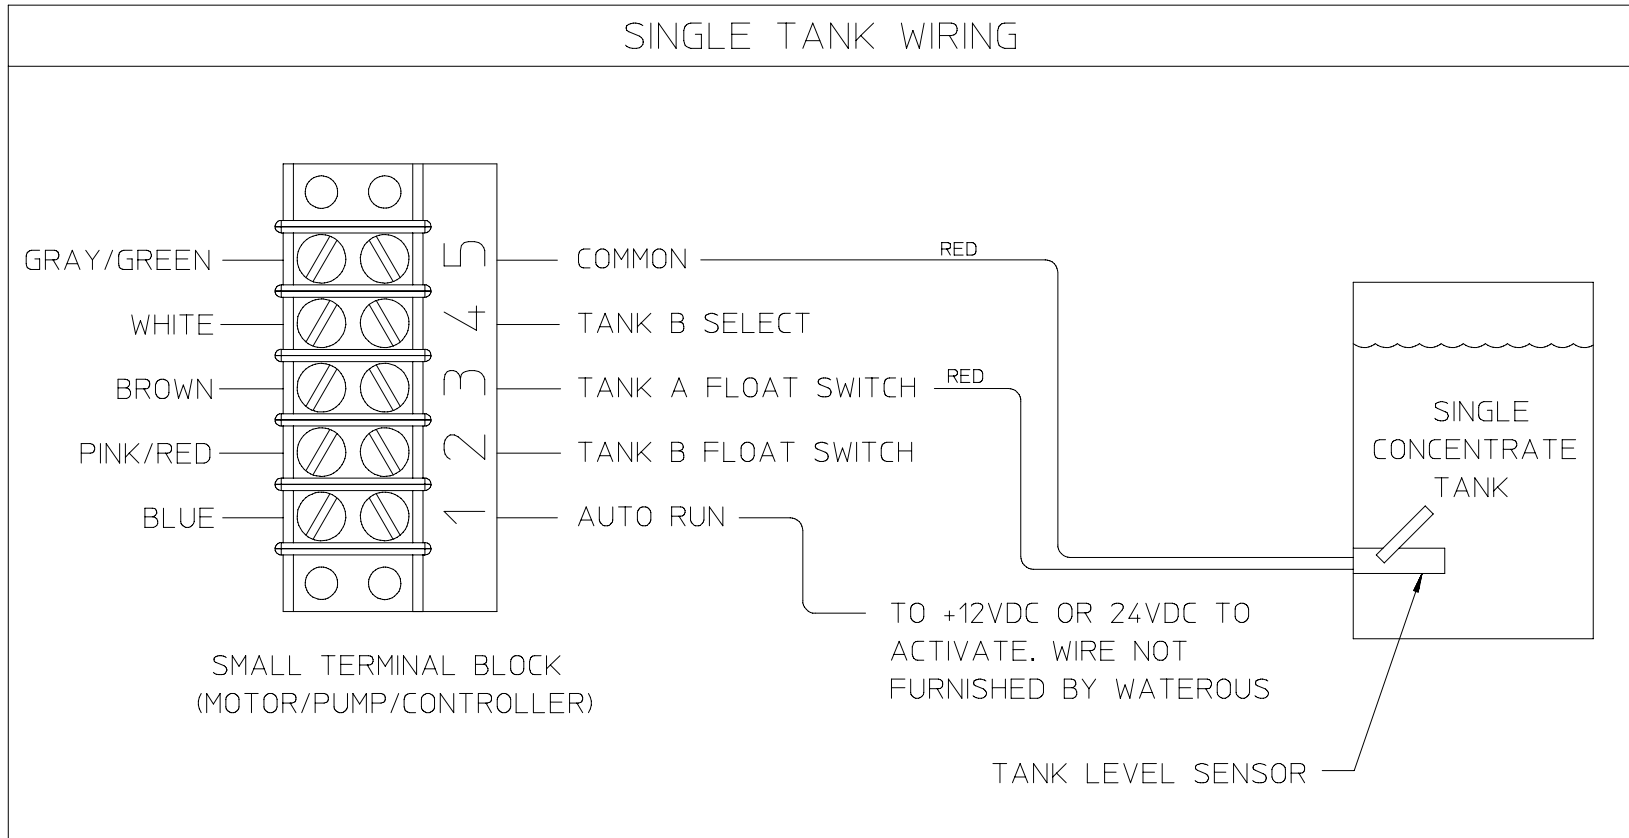 SINGLE TANK WIRING
GRAY/GREEN
5
COMMON
RED
WHITE
4
TANK B SELECT
BROWN
3
TANK A FLOAT SWITCH
RED
PINK/RED
2
TANK B FLOAT SWITCH
BLUE
1
AUTO RUN
SINGLE
CONCENTRATE
TANK
TO +12VDC OR 24VDC TO
ACTIVATE. WIRE NOT
FURNISHED BY WATEROUS
SMALL TERMINAL BLOCK
(MOTOR/PUMP/CONTROLLER)
TANK LEVEL SENSOR